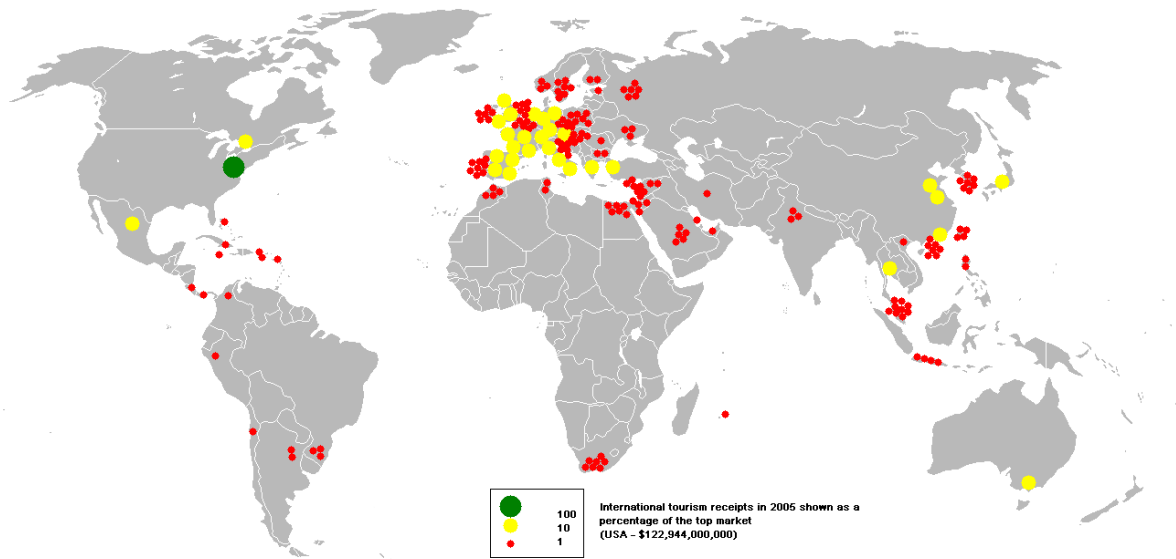 100
10
1
International tourism receipts in 2005 shown as a
percentage of the top market
(USA - $122,944,000,000)